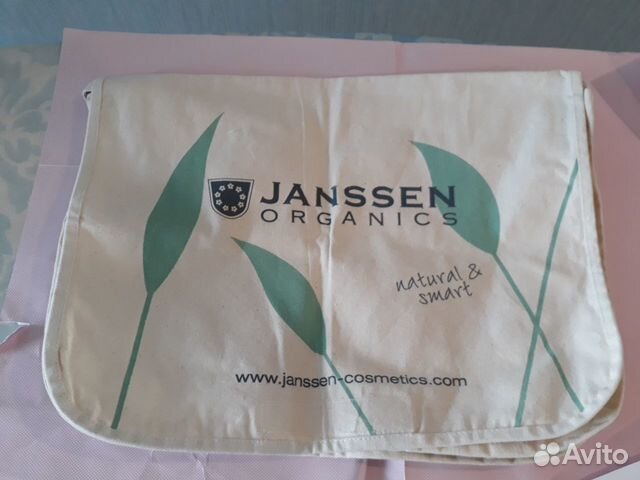 JANSSEN
ORGANICS
natural &
smart
www.janssen-cosmetics.com
Avito